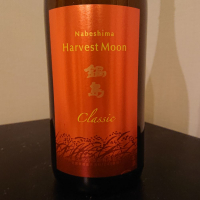 Nabeshima
Harvest Moon
鍋
島
Classic